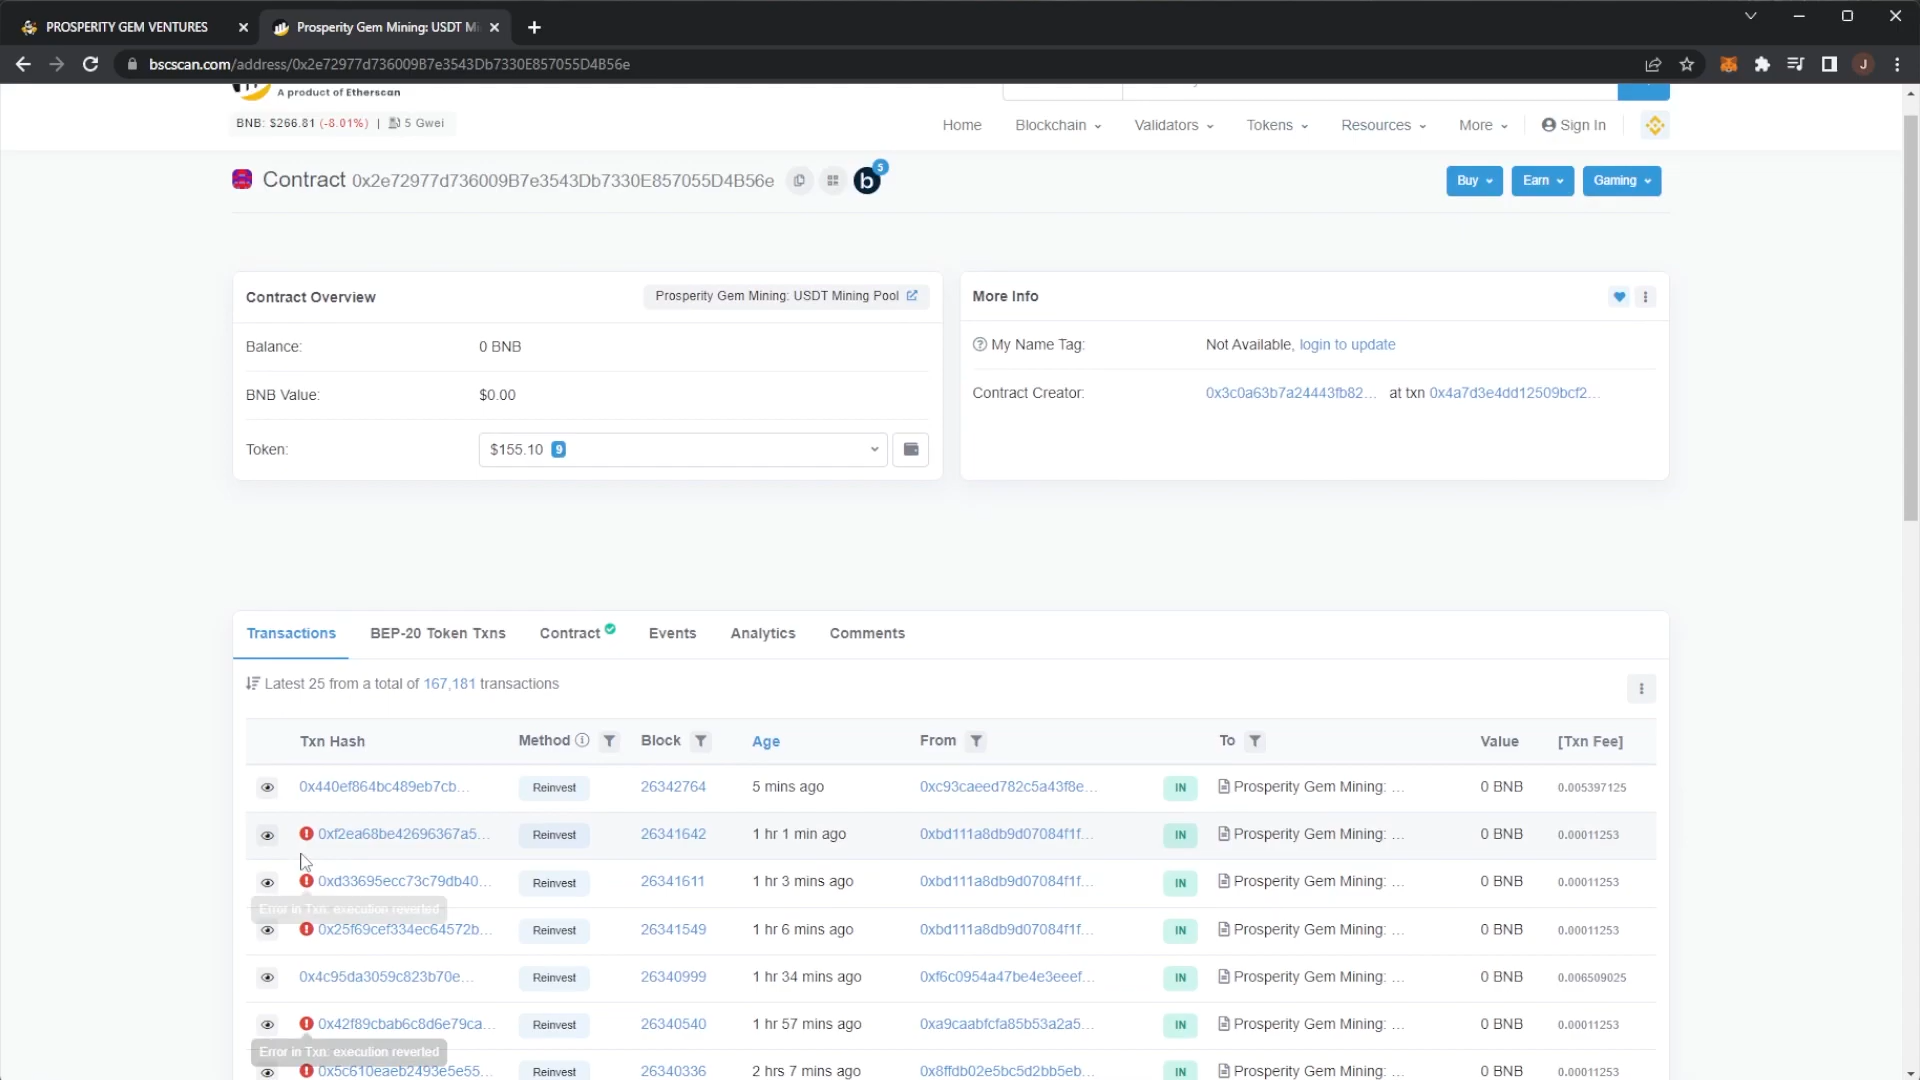 PROSPERITY GEM VENTURES
Prosperity Gem Mining: USDT Mi
bscscan.com/address/0x2e72977d736009B7e3543Db7330E857055D4B56e
J
A product of Etherscan
BNB: $266.81 (-8.01%) | 5 Gwei
Home Blockchain Validators Tokens Resources More Sign In
Contract 0x2e72977d736009B7e3543Db7330E857055D4B56e b 5
Buy Earn Gaming
Contract Overview Prosperity Gem Mining: USDT Mining Pool
Balance: 0 BNB
BNB Value: $0.00
Token: $155.10 9
More Info
My Name Tag: Not Available, login to update
Contract Creator: 0x3c0a63b7a24443fb82... at txn 0x4a7d3e4dd12509bcf2...
Transactions BEP-20 Token Txns Contract Events Analytics Comments
Latest 25 from a total of 167,181 transactions
Txn Hash Method Block Age From To Value [Txn Fee]
0x440ef864bc489eb7cb... Reinvest 26342764 5 mins ago 0xc93caeed782c5a43f8e... IN Prosperity Gem Mining: ... 0 BNB 0.005397125
0xf2ea68be42696367a5... Reinvest 26341642 1 hr 1 min ago 0xbd111a8db9d07084f1f... IN Prosperity Gem Mining: ... 0 BNB 0.00011253
0xd33695ecc73c79db40... Reinvest 26341611 1 hr 3 mins ago 0xbd111a8db9d07084f1f... IN Prosperity Gem Mining: ... 0 BNB 0.00011253
Error in Txn: execution reverted
0x25f69cef334ec64572b... Reinvest 26341549 1 hr 6 mins ago 0xbd111a8db9d07084f1f... IN Prosperity Gem Mining: ... 0 BNB 0.00011253
0x4c95da3059c823b70e... Reinvest 26340999 1 hr 34 mins ago 0xf6c0954a47be4e3eeef... IN Prosperity Gem Mining: ... 0 BNB 0.006509025
0x42f89cbab6c8d6e79ca... Reinvest 26340540 1 hr 57 mins ago 0xa9caabfcfa85b53a2a5... IN Prosperity Gem Mining: ... 0 BNB 0.00011253
Error in Txn: execution reverted
0x5c610eaeb2493e5e55... Reinvest 26340336 2 hrs 7 mins ago 0x8ffdb02e5bc5d2bb5eb... IN Prosperity Gem Mining: ... 0 BNB 0.00011253